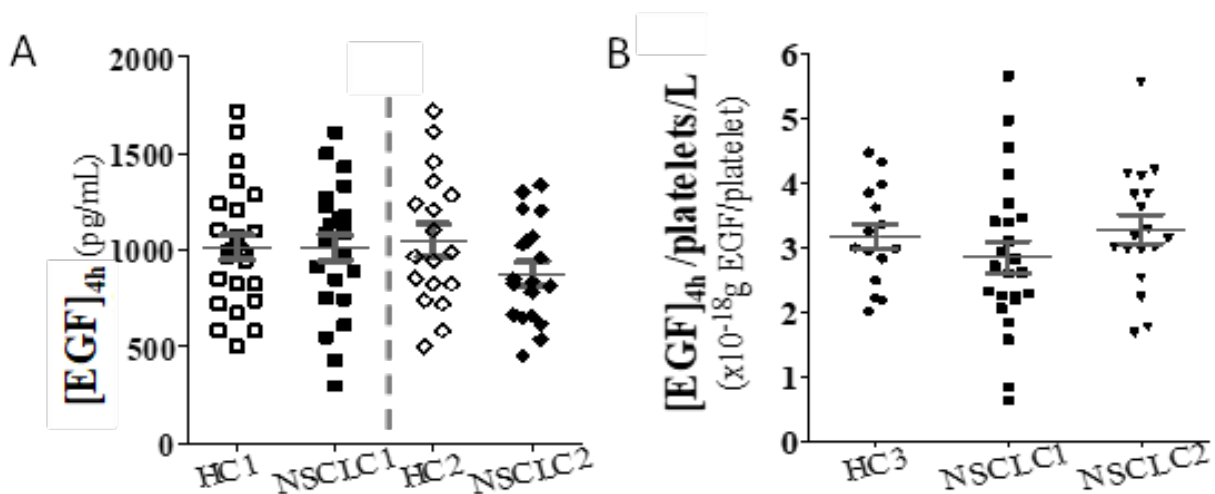 A
[EGF]4h (pg/mL)
2000
1500
1000
500
0
HC1 NSCLC1 HC2 NSCLC2
B
[EGF]4h/platelets/L
(x10-18g EGF/platelet)
6
5
4
3
2
1
0
HC3 NSCLC1 NSCLC2